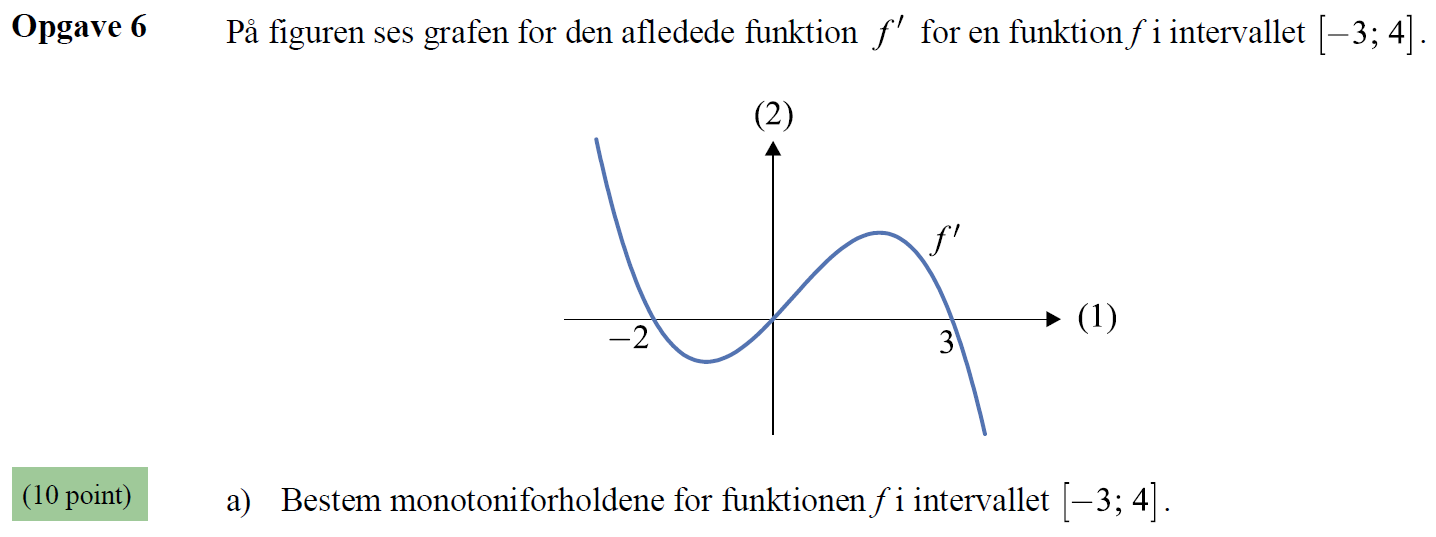 Opgave 6 På figuren ses grafen for den afledede funktion f′ for en funktion f i intervallet [−3; 4].
(2)
f′
(1)
−2
3
(10 point) a) Bestem monotoniforholdene for funktionen f i intervallet [−3; 4].